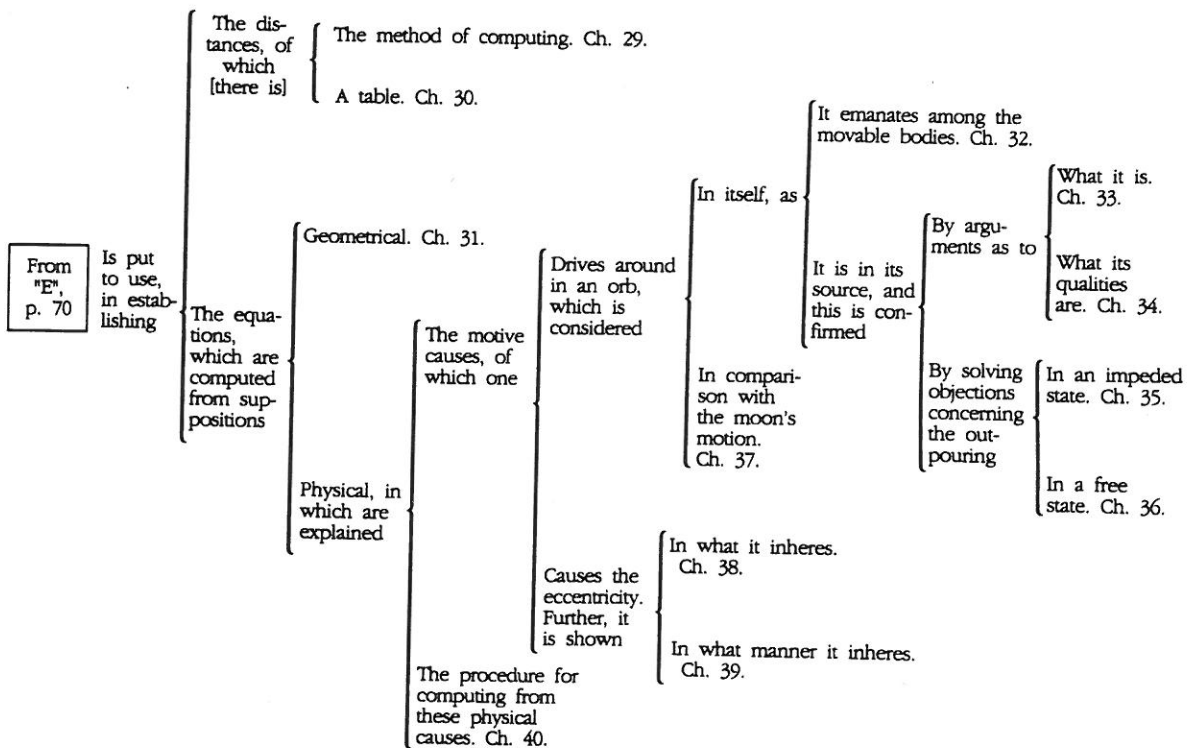 From
"E",
p. 70
Is put
to use,
in estab-
lishing
The dis-
tances, of
which
[there is]
The method of computing. Ch. 29.
A table. Ch. 30.
The equa-
tions,
which are
computed
from sup-
positions
Geometrical. Ch. 31.
Physical, in
which are
explained
The motive
causes, of
which one
Drives around
in an orb,
which is
considered
In itself, as
It emanates among the
movable bodies. Ch. 32.
It is in its
source, and
this is con-
firmed
By argu-
ments as to
What it is.
Ch. 33.
What its
qualities
are. Ch. 34.
By solving
objections
concerning
the out-
pouring
In an impeded
state. Ch. 35.
In a free
state. Ch. 36.
In compari-
son with
the moon's
motion.
Ch. 37.
Causes the
eccentricity.
Further, it
is shown
In what it inheres.
Ch. 38.
In what manner it inheres.
Ch. 39.
The procedure for
computing from
these physical
causes. Ch. 40.